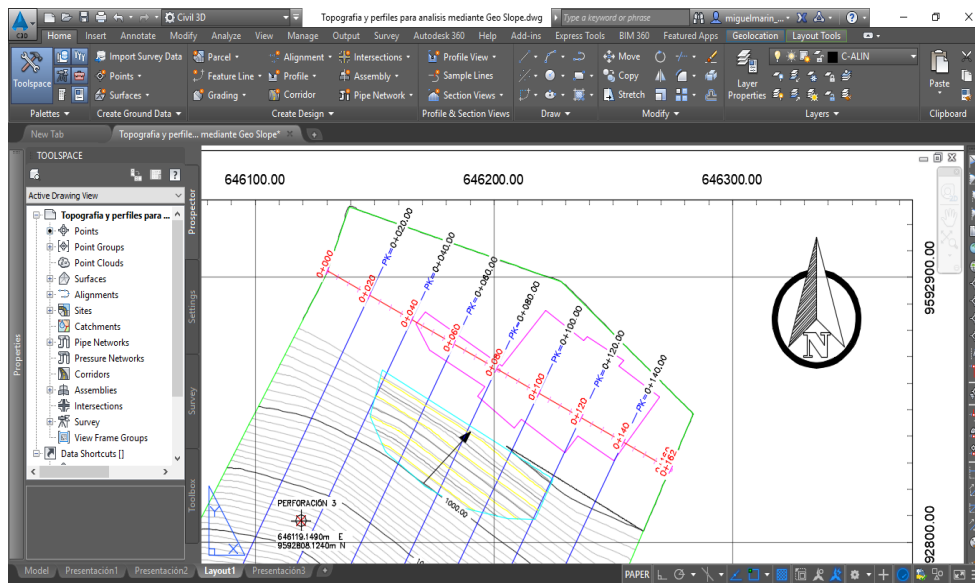 Civil 3D
Topografia y perfiles para analisis mediante Geo Slope.dwg
Type a keyword or phrase
miguelmarin_...
C3D
Home Insert Annotate Modify Analyze View Manage Output Survey Autodesk 360 Help Add-ins Express Tools BIM 360 Featured Apps Geolocation Layout Tools
Toolspace
Import Survey Data
Points
Surfaces
Parcel
Feature Line
Grading
Alignment
Profile
Corridor
Intersections
Assembly
Pipe Network
Profile View
Sample Lines
Section Views
Move
Copy
Stretch
Layer
Properties
C-ALIN
Paste
Palettes
Create Ground Data
Create Design
Profile & Section Views
Draw
Modify
Layers
Clipboard
New Tab
Topografia y perfile... mediante Geo Slope*
TOOLSPACE
Active Drawing View
Topografia y perfiles para ...
Points
Point Groups
Point Clouds
Surfaces
Alignments
Sites
Catchments
Pipe Networks
Pressure Networks
Corridors
Assemblies
Intersections
Survey
View Frame Groups
Data Shortcuts []
Properties
Prospector
Settings
Survey
Toolbox
646100.00
646200.00
646300.00
9592900.00
9592800.00
0+000
0+020
0+040
0+060
0+080
0+100
0+120
0+140
0+162
PK=0+020.00
PK=0+040.00
PK=0+060.00
PK=0+080.00
PK=0+100.00
PK=0+120.00
PK=0+140.00
N
1000.00
PERFORACIÓN 3
646119.1490m E
9592808.1240m N
Y
X
Model Presentación1 Presentación2 Layout1 Presentación3
PAPER